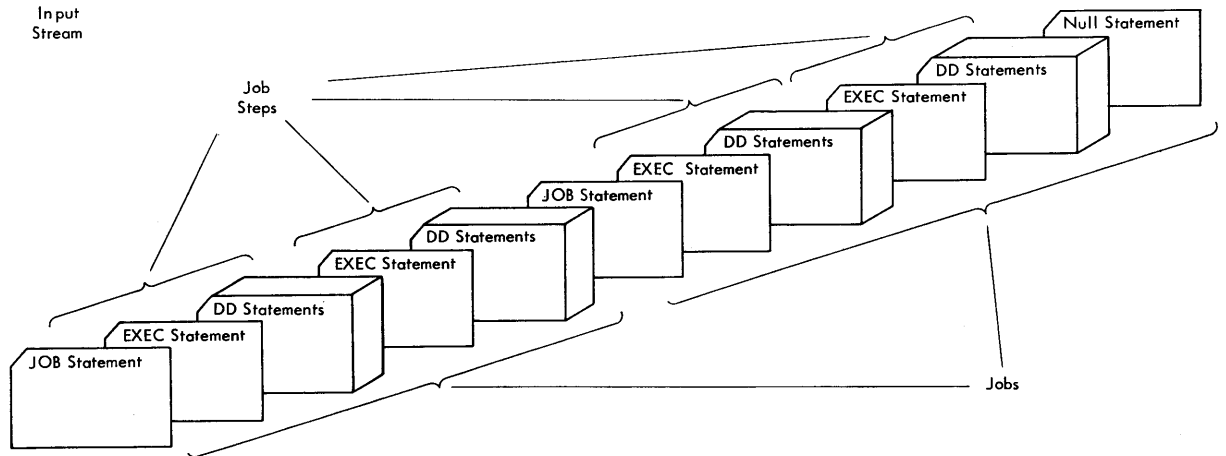 Input
Stream
Null Statement
DD Statements
EXEC Statement
DD Statements
EXEC Statement
JOB Statement
DD Statements
EXEC Statement
DD Statements
EXEC Statement
JOB Statement
Job
Steps
Jobs